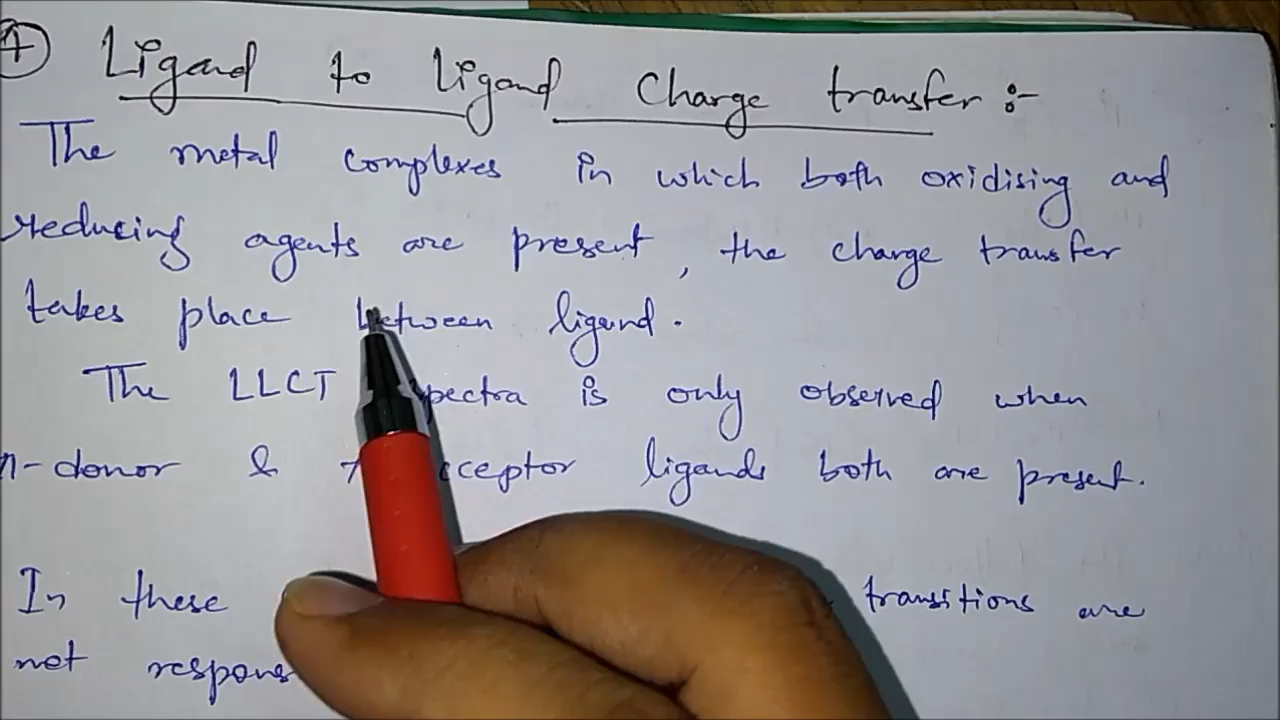 4 Ligand to Ligand Charge transfer :-
The metal complexes in which both oxidising and
reducing agents are present, the charge transfer
takes place between ligand.
The LLCT spectra is only observed when
π-donor & π acceptor ligands both are present.
In these transitions are
not respons